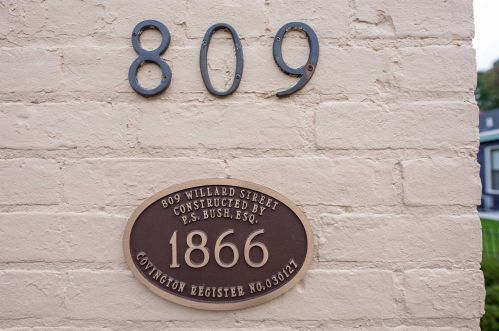 809
809 WILLARD STREET
CONSTRUCTED BY
P.S. BUSH, ESQ.
1866
COVINGTON REGISTER NO. 030127